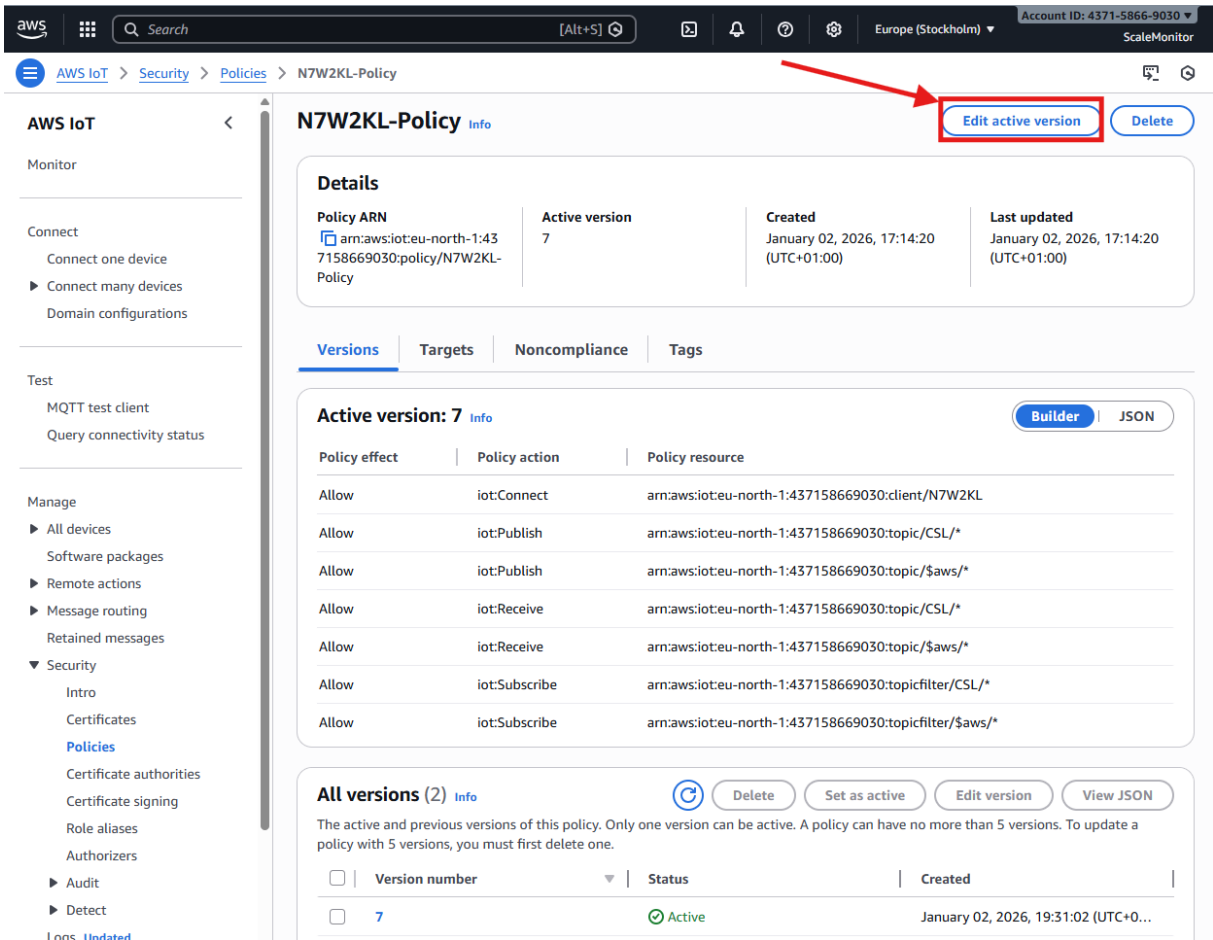 aws
Search [Alt+S] Europe (Stockholm) ▼ Account ID: 4371-5866-9030 ▼
ScaleMonitor
AWS IoT > Security > Policies > N7W2KL-Policy
AWS IoT
Monitor
Connect
Connect one device
Connect many devices
Domain configurations
Test
MQTT test client
Query connectivity status
Manage
All devices
Software packages
Remote actions
Message routing
Retained messages
Security
Intro
Certificates
Policies
Certificate authorities
Certificate signing
Role aliases
Authorizers
Audit
Detect
Logs Updated
N7W2KL-Policy Info Edit active version Delete
Details
Policy ARN
arn:aws:iot:eu-north-1:43
7158669030:policy/N7W2KL-
Policy
Active version
7
Created
January 02, 2026, 17:14:20
(UTC+01:00)
Last updated
January 02, 2026, 17:14:20
(UTC+01:00)
Versions Targets Noncompliance Tags
Active version: 7 Info Builder JSON
Policy effect Policy action Policy resource
Allow iot:Connect arn:aws:iot:eu-north-1:437158669030:client/N7W2KL
Allow iot:Publish arn:aws:iot:eu-north-1:437158669030:topic/CSL/*
Allow iot:Publish arn:aws:iot:eu-north-1:437158669030:topic/$aws/*
Allow iot:Receive arn:aws:iot:eu-north-1:437158669030:topic/CSL/*
Allow iot:Receive arn:aws:iot:eu-north-1:437158669030:topic/$aws/*
Allow iot:Subscribe arn:aws:iot:eu-north-1:437158669030:topicfilter/CSL/*
Allow iot:Subscribe arn:aws:iot:eu-north-1:437158669030:topicfilter/$aws/*
All versions (2) Info Delete Set as active Edit version View JSON
The active and previous versions of this policy. Only one version can be active. A policy can have no more than 5 versions. To update a
policy with 5 versions, you must first delete one.
Version number Status Created
7 Active January 02, 2026, 19:31:02 (UTC+0...